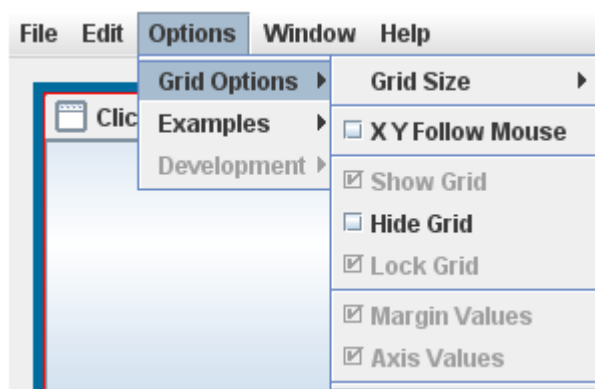 File Edit Options Window Help
Grid Options Grid Size
Clic Examples X Y Follow Mouse
Development Show Grid
Hide Grid
Lock Grid
Margin Values
Axis Values